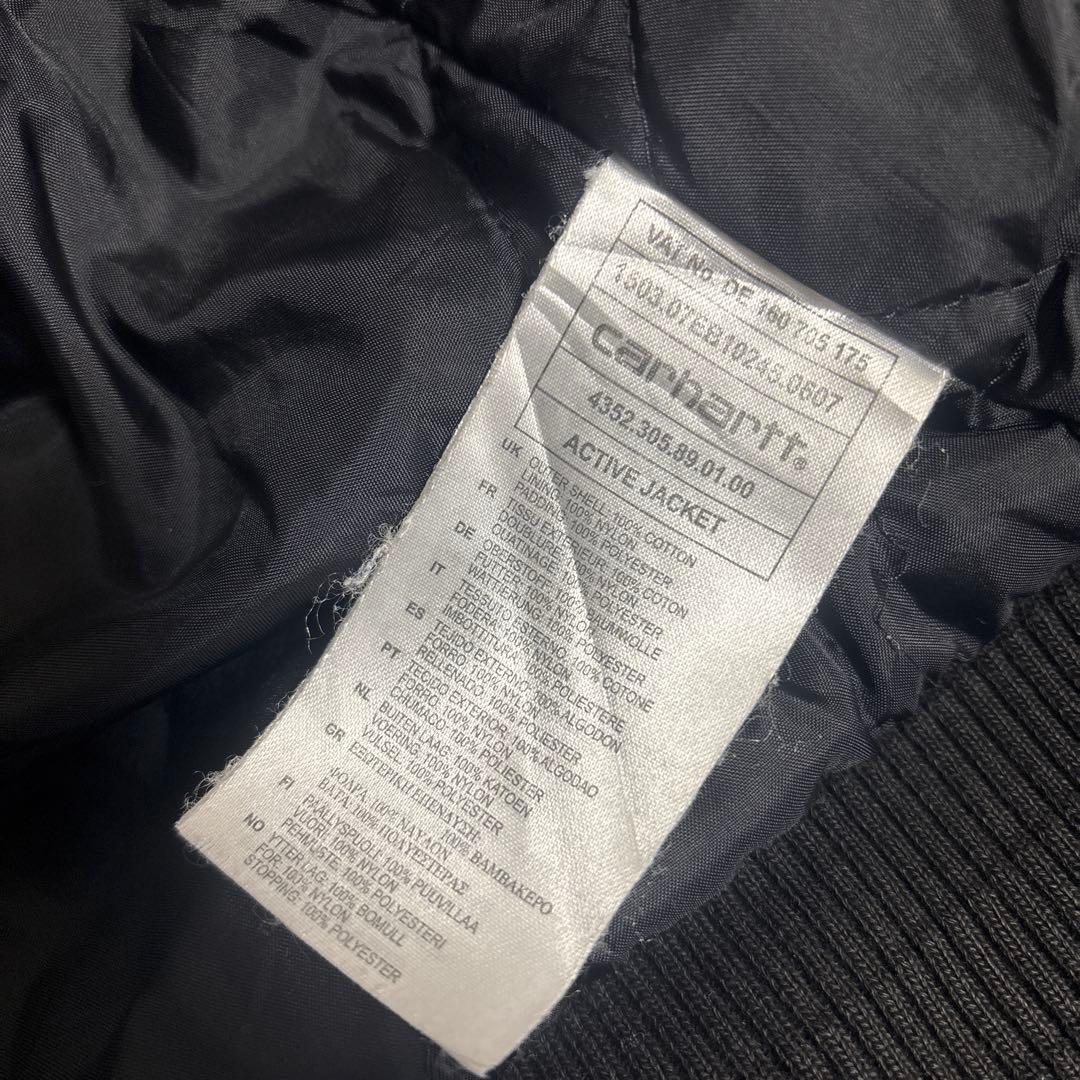 VAT No. DE 160 765 175
1503.07EB10245.0607
carhartt®
4352.305.89.01.00
ACTIVE JACKET
UK OUTER SHELL: 100% COTTON
LINING: 100% NYLON
PADDING: 100% POLYESTER
FR TISSU EXTERIEUR: 100% COTON
DOUBLURE: 100% NYLON
QUATINAGE: 100% POLYESTER
DE OPERSTOFF: 100% BAUMWOLLE
FUTTER: 100% NYLON
WATTIERUNG: 100% POLYESTER
IT TESSUTO ESTERNO: 100% COTONE
FODERA: 100% NYLON
IMBOTTITURA: 100% POLIESTERE
ES TEJIDO EXTERNO: 100% ALGODON
FORRO: 100% NYLON
RELLENADO: 100% POLIESTER
PT TECIDO EXTERIOR: 100% ALGODAO
FORRO: 100% NYLON
CHUMACO: 100% POLIESTER
NL BUITEN LAAG: 100% KATOEN
VOERING: 100% NYLON
VULSEL: 100% POLYESTER
GR ΕΞΩΤΕΡΙΚΗ ΕΠΕΝΔΥΣΗ: 100% ΒΑΜΒΑΚΕΡΟ
ΦΟΔΡΑ: 100% ΝΑΥΛΟΝ
ΒΑΤΑ: 100% ΠΟΛΥΕΣΤΕΡΑΣ
FI PÄÄLLYSPUOLI: 100% PUUVILLAA
VUORI: 100% NYLON
PEHMUSTE: 100% POLYESTERI
NO YTTER LAG: 100% BOMULL
FOR: 100% NYLON
STOPPING: 100% POLYESTER